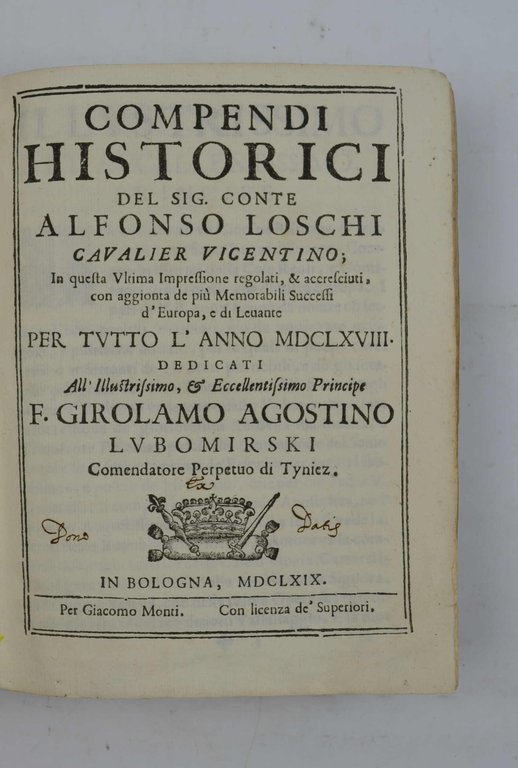 COMPENDI
HISTORICI
DEL SIG. CONTE
ALFONSO LOSCHI
CAVALIER VICENTINO;
In queſta Vltima Impreſſione regolati, & accreſciuti,
con aggionta de più Memorabili Succeſſi
d'Europa, e di Leuante
PER TVTTO L'ANNO MDCLXVIII.
DEDICATI
All'Illuſtriſſimo, & Eccellentiſſimo Principe
F. GIROLAMO AGOSTINO
LVBOMIRSKI
Comendatore Perpetuo di Tyniez.
Ex
Dono Datis
IN BOLOGNA, MDCLXIX.
Per Giacomo Monti. Con licenza de' Superiori.